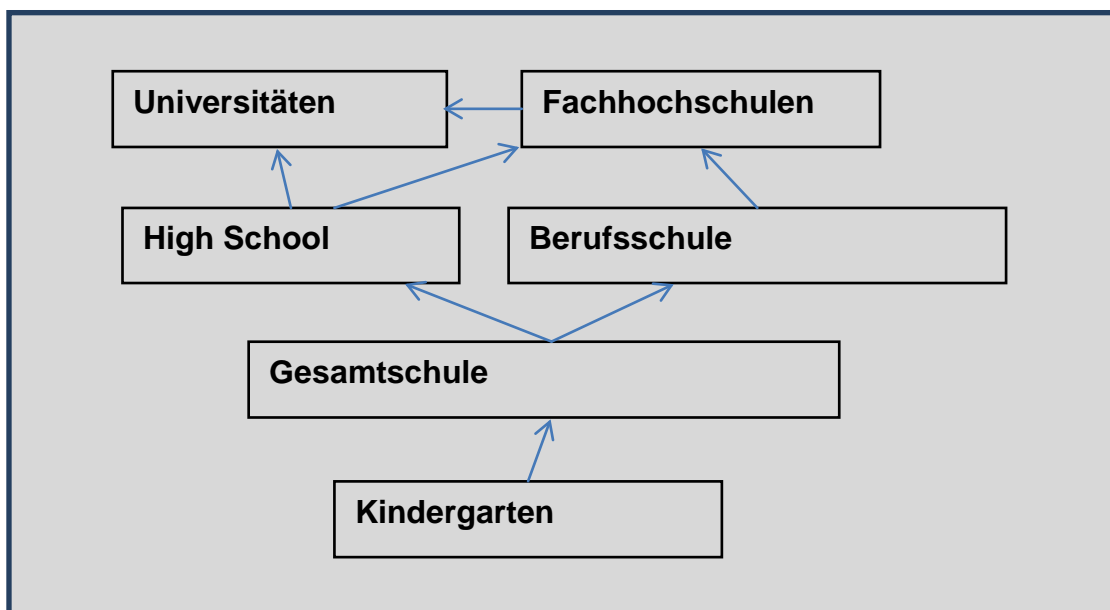 Universitäten
Fachhochschulen
High School
Berufsschule
Gesamtschule
Kindergarten